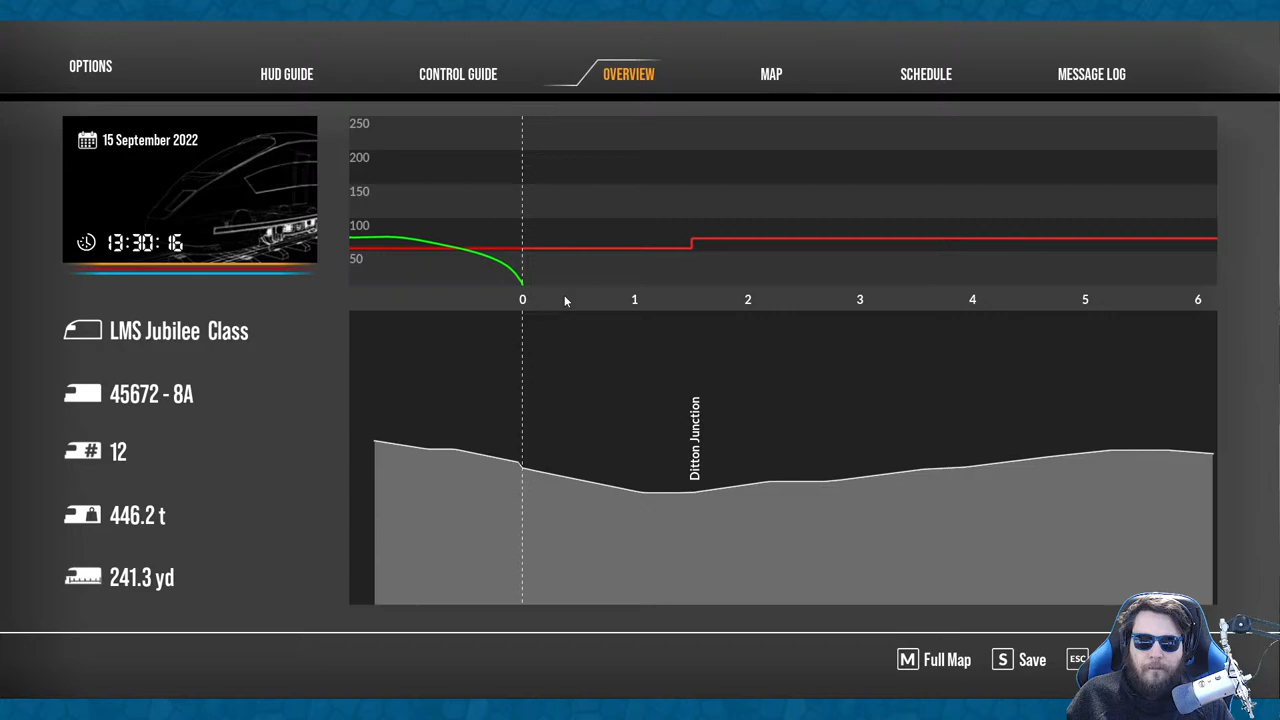 OPTIONS
HUD GUIDE
CONTROL GUIDE
OVERVIEW
MAP
SCHEDULE
MESSAGE LOG
15 September 2022
13:30:16
250
200
150
100
50
0 1 2 3 4 5 6
LMS Jubilee Class
45672 - 8A
# 12
446.2 t
241.3 yd
Ditton Junction
M Full Map
S Save
ESC